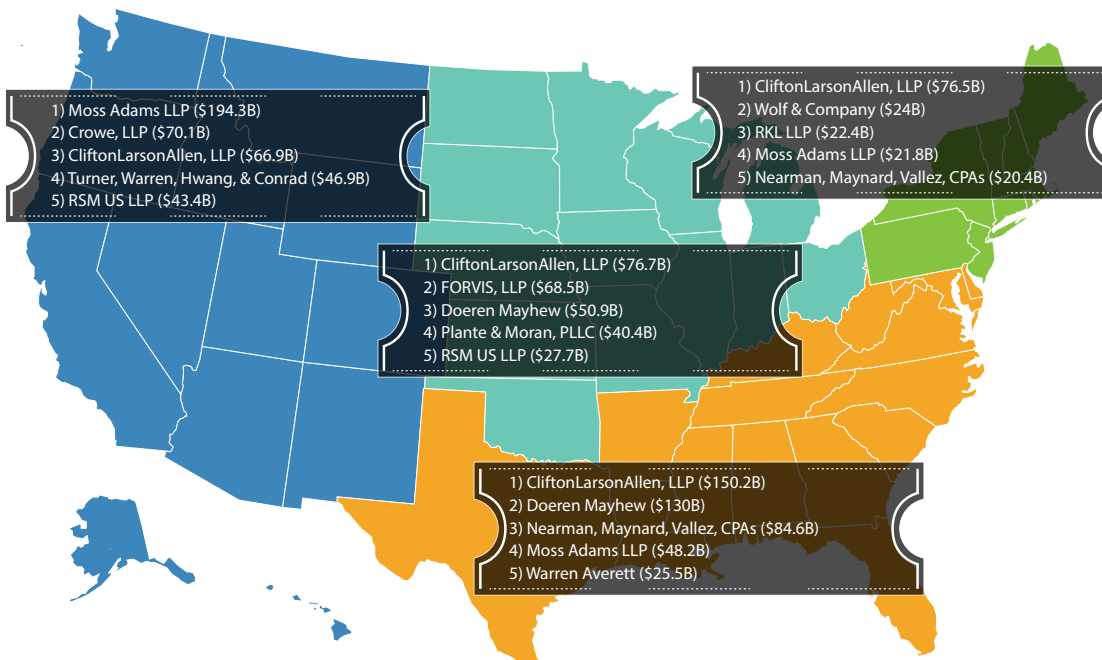 1) Moss Adams LLP ($194.3B)
2) Crowe, LLP ($70.1B)
3) CliftonLarsonAllen, LLP ($66.9B)
4) Turner, Warren, Hwang, & Conrad ($46.9B)
5) RSM US LLP ($43.4B)
1) CliftonLarsonAllen, LLP ($76.5B)
2) Wolf & Company ($24B)
3) RKL LLP ($22.4B)
4) Moss Adams LLP ($21.8B)
5) Nearman, Maynard, Vallez, CPAs ($20.4B)
1) CliftonLarsonAllen, LLP ($76.7B)
2) FORVIS, LLP ($68.5B)
3) Doeren Mayhew ($50.9B)
4) Plante & Moran, PLLC ($40.4B)
5) RSM US LLP ($27.7B)
1) CliftonLarsonAllen, LLP ($150.2B)
2) Doeren Mayhew ($130B)
3) Nearman, Maynard, Vallez, CPAs ($84.6B)
4) Moss Adams LLP ($48.2B)
5) Warren Averett ($25.5B)